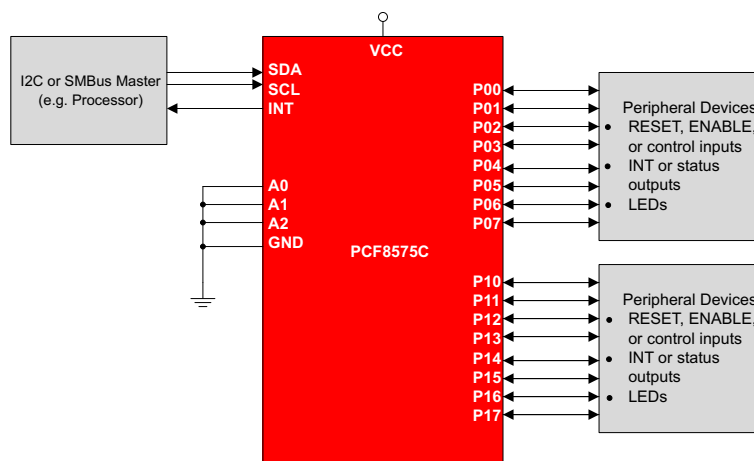 VCC
I2C or SMBus Master
(e.g. Processor)
SDA
SCL
INT
A0
A1
A2
GND
PCF8575C
P00
P01
P02
P03
P04
P05
P06
P07
Peripheral Devices
• RESET, ENABLE,
or control inputs
• INT or status
outputs
• LEDs
P10
P11
P12
P13
P14
P15
P16
P17
Peripheral Devices
• RESET, ENABLE,
or control inputs
• INT or status
outputs
• LEDs